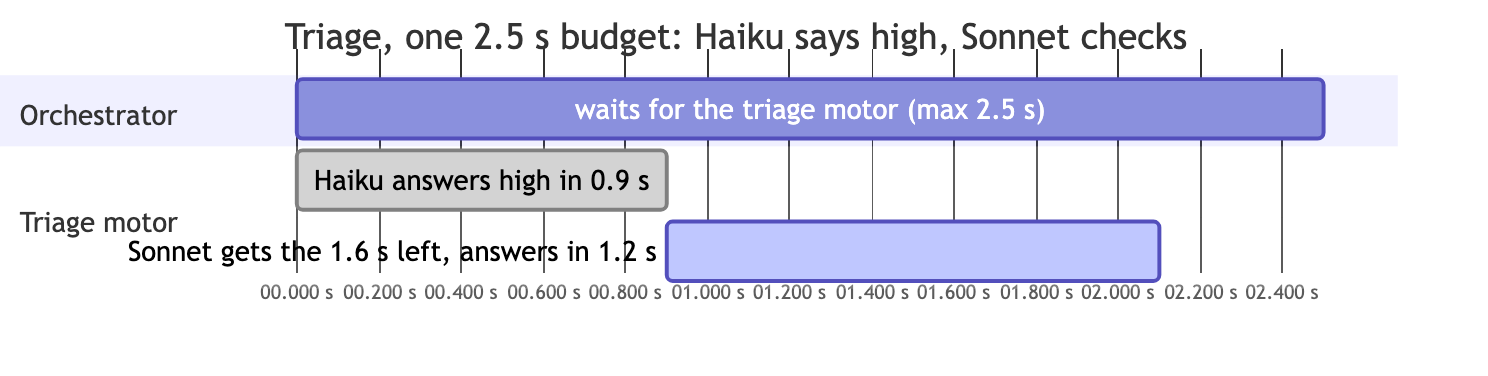 Triage, one 2.5 s budget: Haiku says high, Sonnet checks
Orchestrator
waits for the triage motor (max 2.5 s)
Haiku answers high in 0.9 s
Triage motor
Sonnet gets the 1.6 s left, answers in 1.2 s
00.000 s 00.200 s 00.400 s 00.600 s 00.800 s 01.000 s 01.200 s 01.400 s 01.600 s 01.800 s 02.000 s 02.200 s 02.400 s